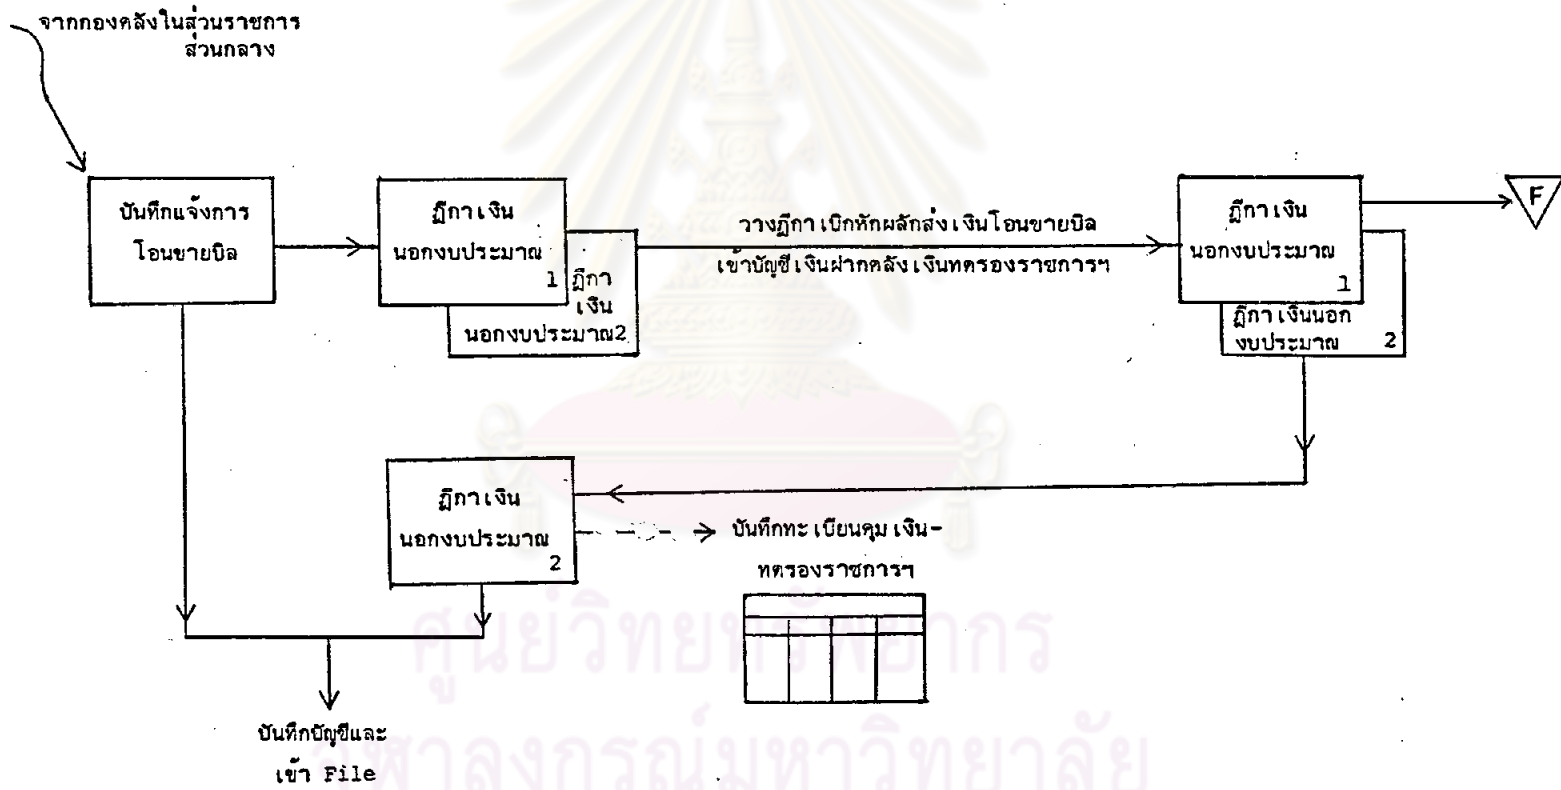 จากกองคลังในส่วนราชการ
ส่วนกลาง
บันทึกแจ้งการ
โอนขายบิล
ฎีกาเงิน
นอกงบประมาณ
1
ฎีกา
เงิน
นอกงบประมาณ2
วางฎีกาเบิกหักผลักส่งเงินโอนขายบิล
เข้าบัญชีเงินฝากคลังเงินทดรองราชการฯ
ฎีกาเงิน
นอกงบประมาณ
1
ฎีกาเงินนอก
งบประมาณ 2
F
ฎีกาเงิน
นอกงบประมาณ
2
บันทึกทะเบียนคุมเงิน-
ทดรองราชการฯ
บันทึกบัญชีและ
เข้า File
ศูนย์วิทยทรัพยากร
จุฬาลงกรณ์มหาวิทยาลัย